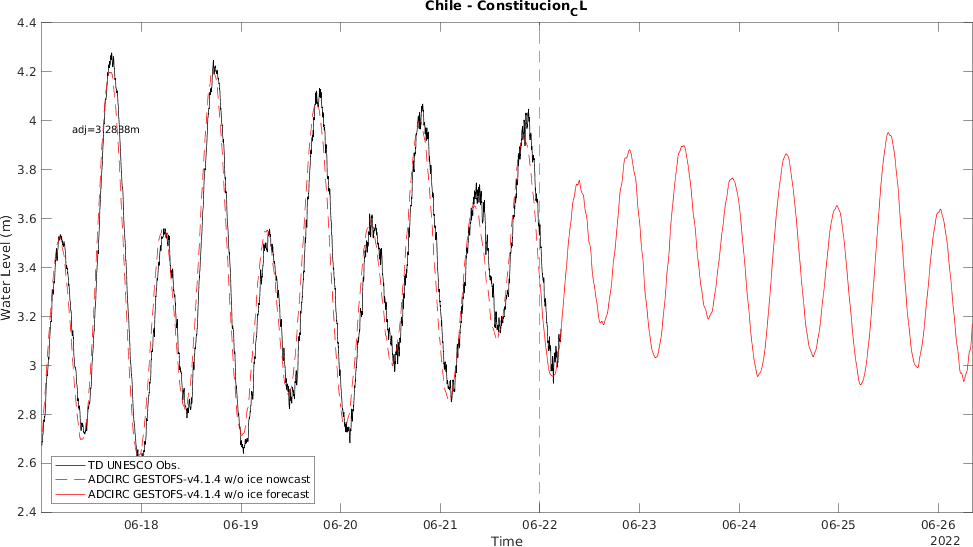 Chile - Constitucion_CL
4.4
4.2
4
3.8
3.6
3.4
3.2
3
2.8
2.6
2.4
Water Level (m)
adj=3.2838m
TD UNESCO Obs.
ADCIRC GESTOFS-v4.1.4 w/o ice nowcast
ADCIRC GESTOFS-v4.1.4 w/o ice forecast
06-18 06-19 06-20 06-21 06-22 06-23 06-24 06-25 06-26
Time 2022